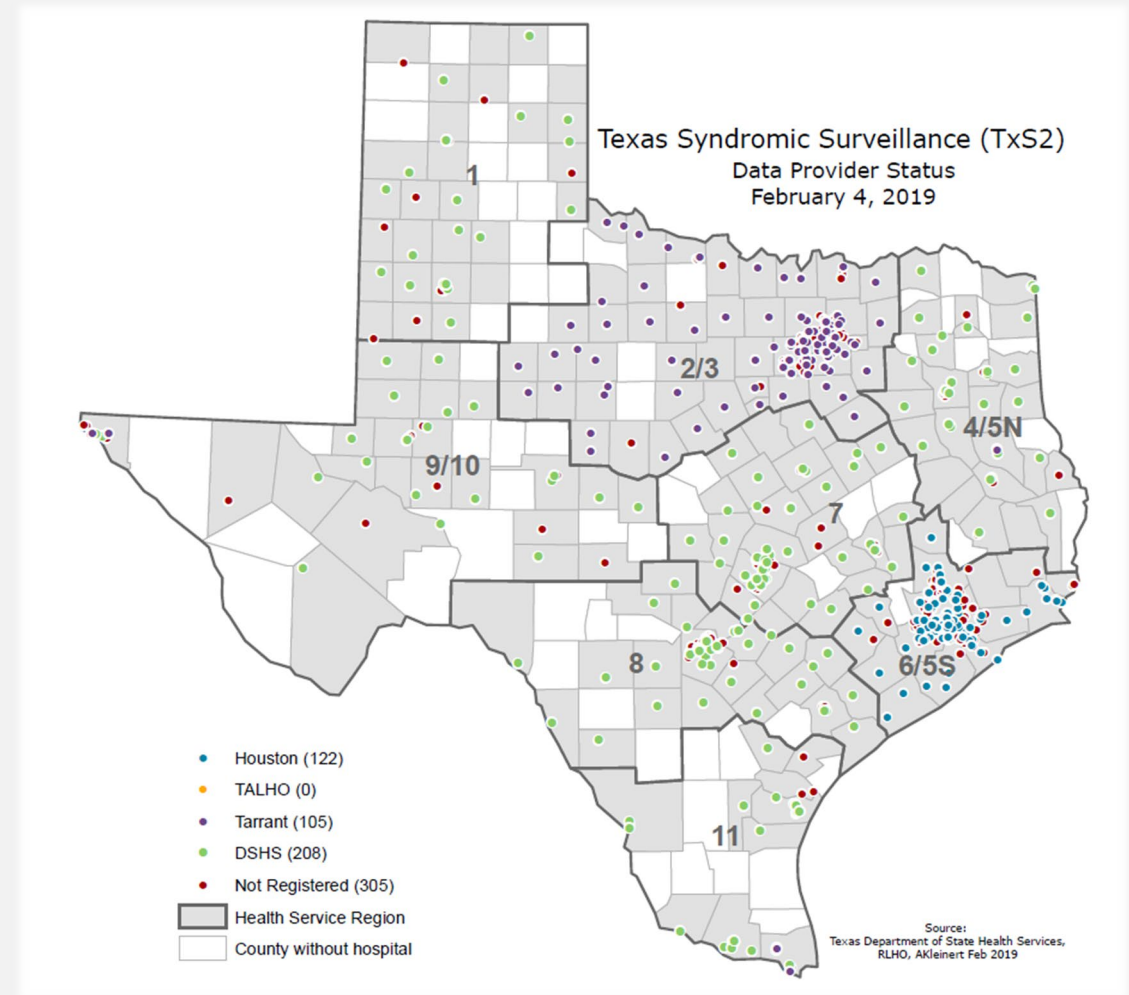 Texas Syndromic Surveillance (TxS2)
Data Provider Status
February 4, 2019
1
2/3
4/5N
9/10
7
8
6/5S
11
Houston (122)
TALHO (0)
Tarrant (105)
DSHS (208)
Not Registered (305)
Health Service Region
County without hospital
Source:
Texas Department of State Health Services,
RLHO, AKleinert Feb 2019